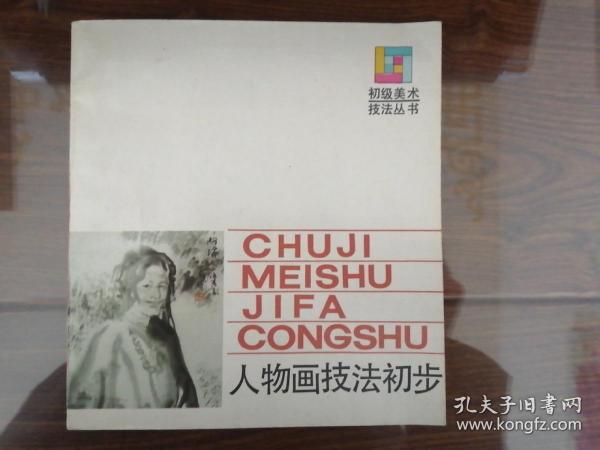 初级美术
技法丛书
CHUJI
MEISHU
JIFA
CONGSHU
人物画技法初步
孔夫子旧书网
www.kongfz.com